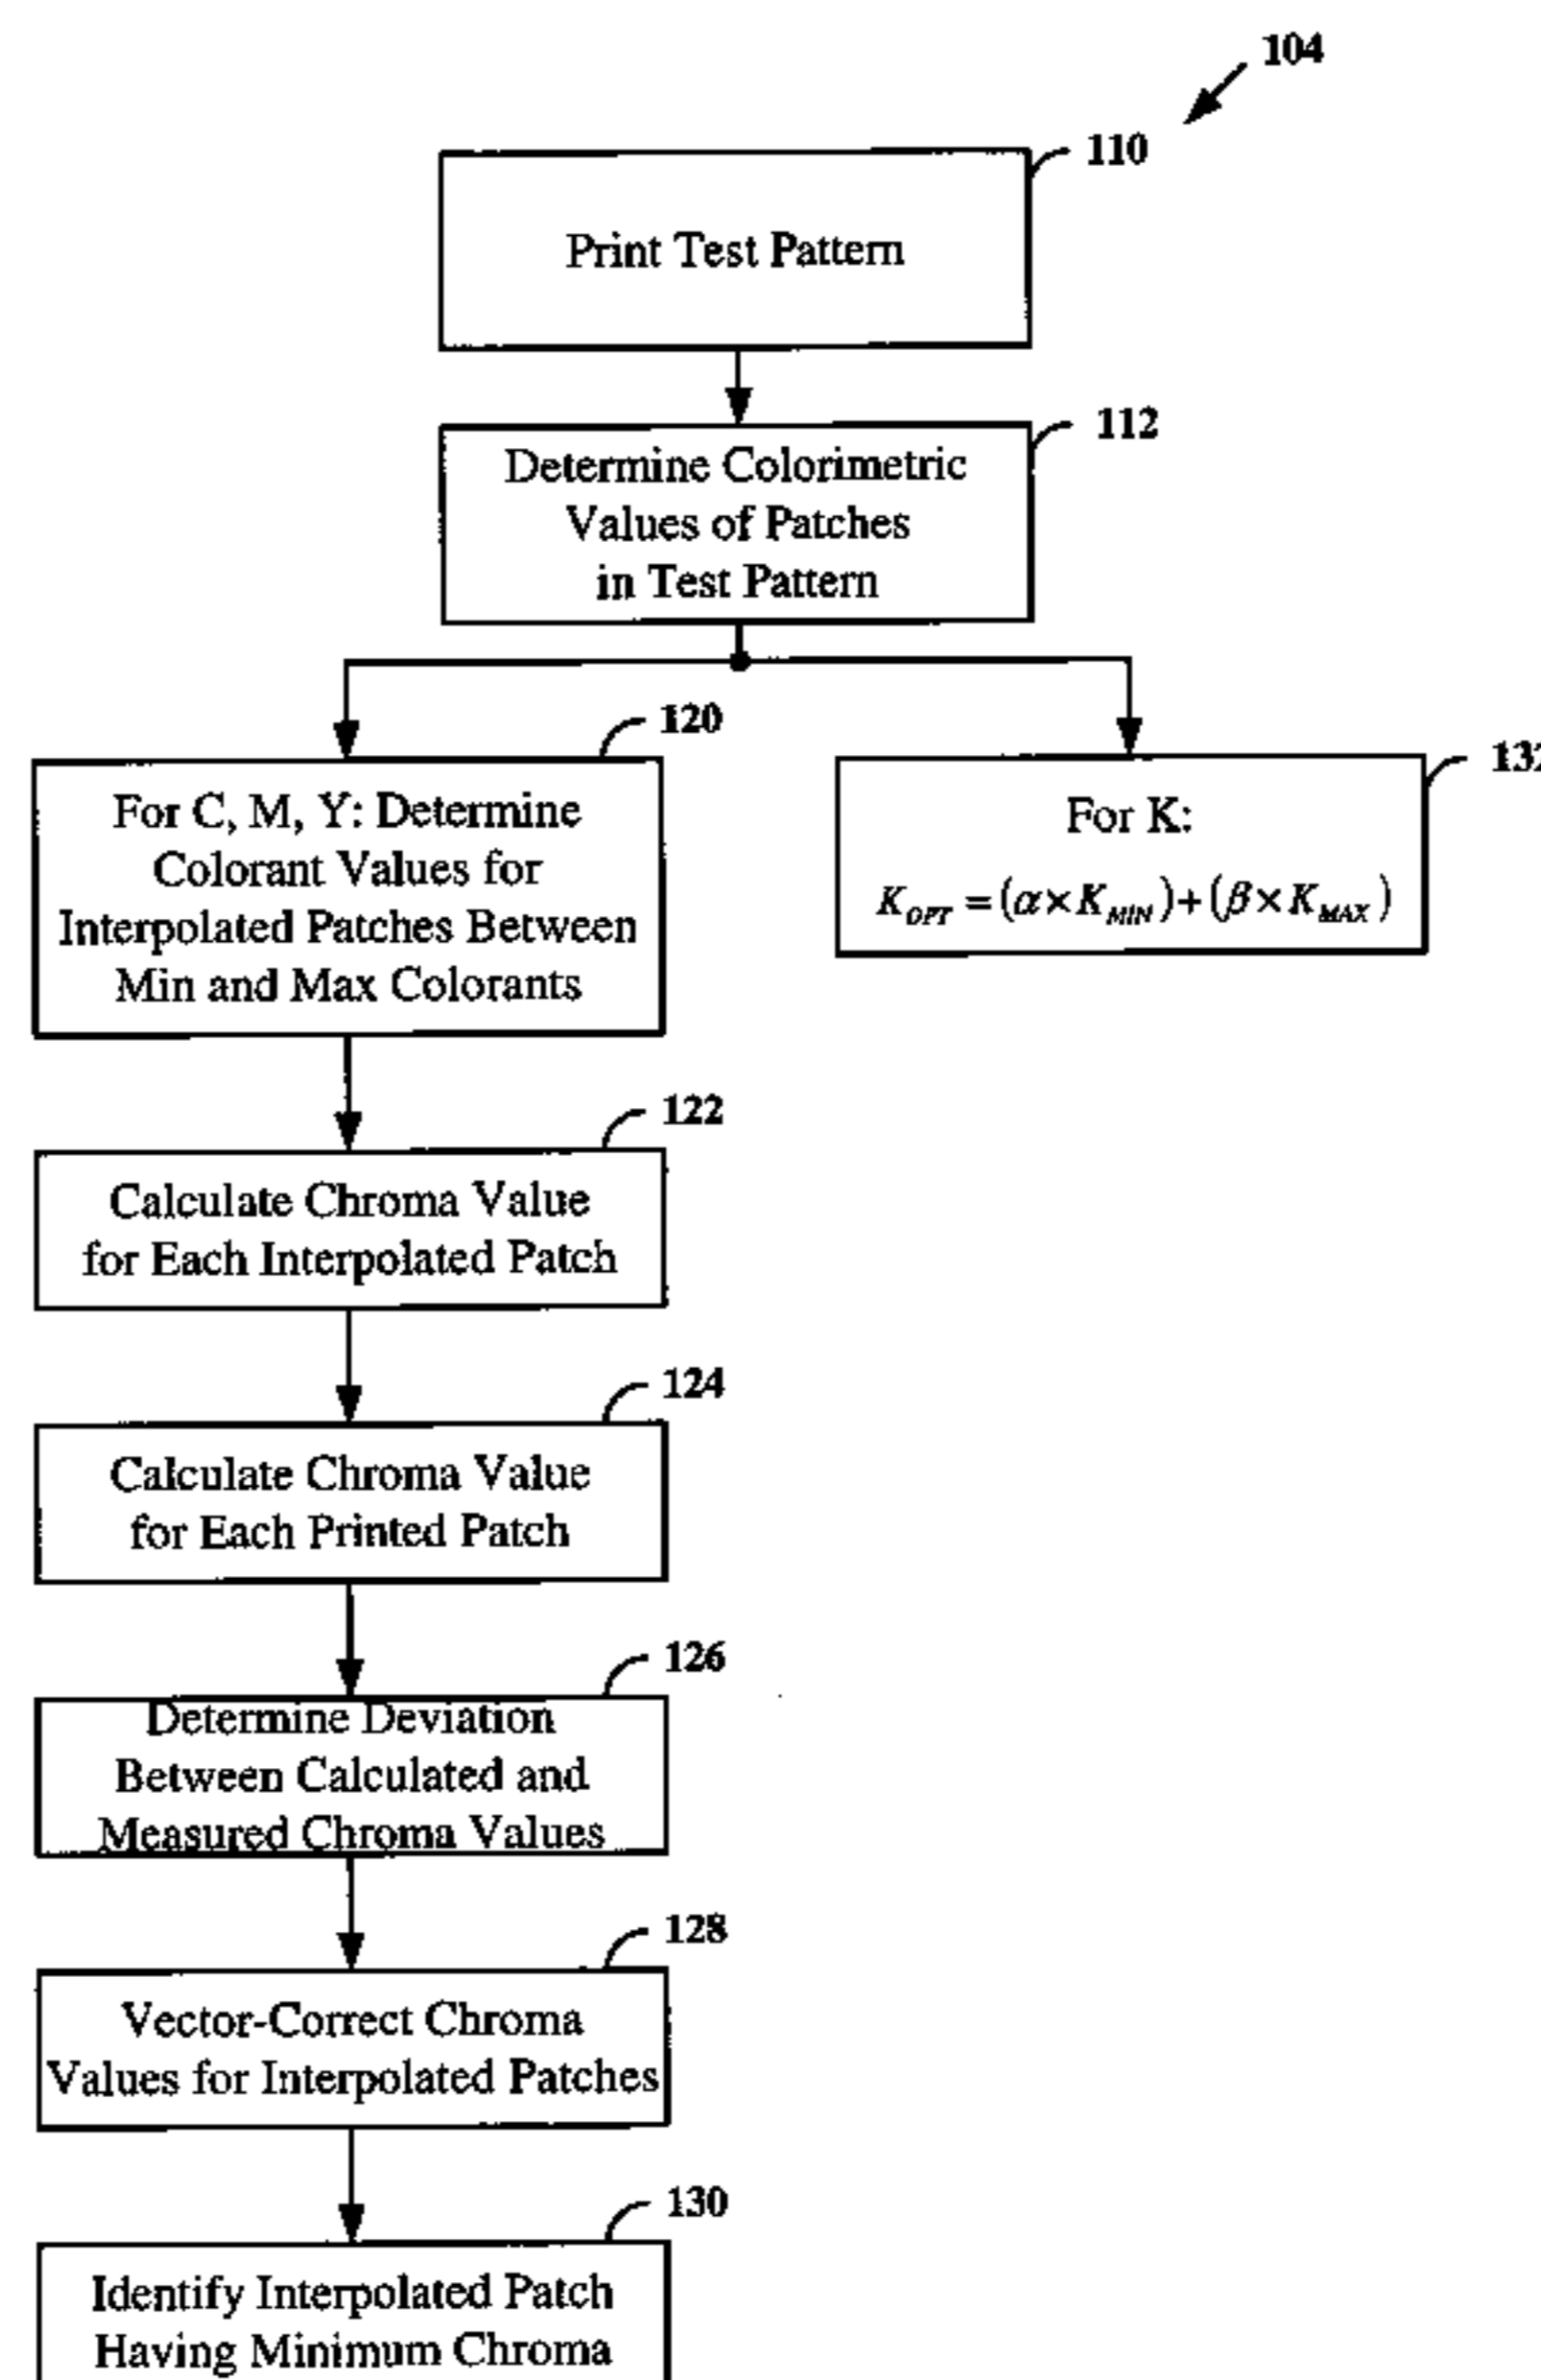 104
110
Print Test Pattern
112
Determine Colorimetric
Values of Patches
in Test Pattern
120
For C, M, Y: Determine
Colorant Values for
Interpolated Patches Between
Min and Max Colorants
132
For K:
K_OPT = (α × K_MIN) + (β × K_MAX)
122
Calculate Chroma Value
for Each Interpolated Patch
124
Calculate Chroma Value
for Each Printed Patch
126
Determine Deviation
Between Calculated and
Measured Chroma Values
128
Vector-Correct Chroma
Values for Interpolated Patches
130
Identify Interpolated Patch
Having Minimum Chroma